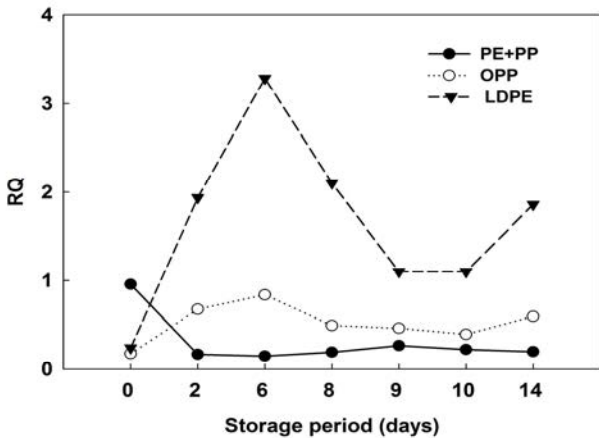 4
3
2
1
0
RQ
PE+PP
OPP
LDPE
0 2 6 8 9 10 14
Storage period (days)